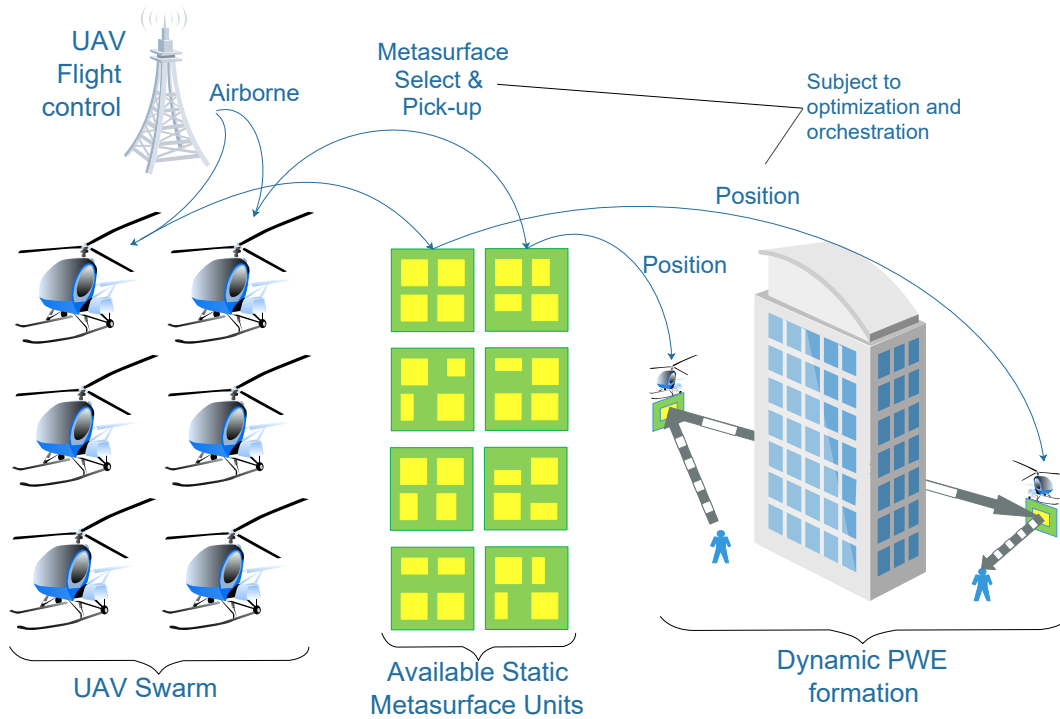 UAV
Flight
control
Airborne
Metasurface
Select &
Pick-up
Subject to
optimization and
orchestration
Position
Position
UAV Swarm
Available Static
Metasurface Units
Dynamic PWE
formation